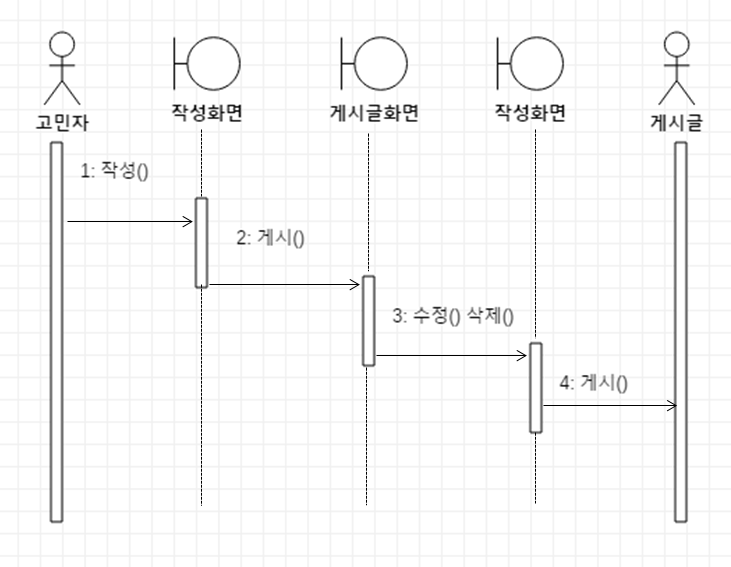 고민자
작성화면
게시글화면
작성화면
게시글
1: 작성()
2: 게시()
3: 수정() 삭제()
4: 게시()